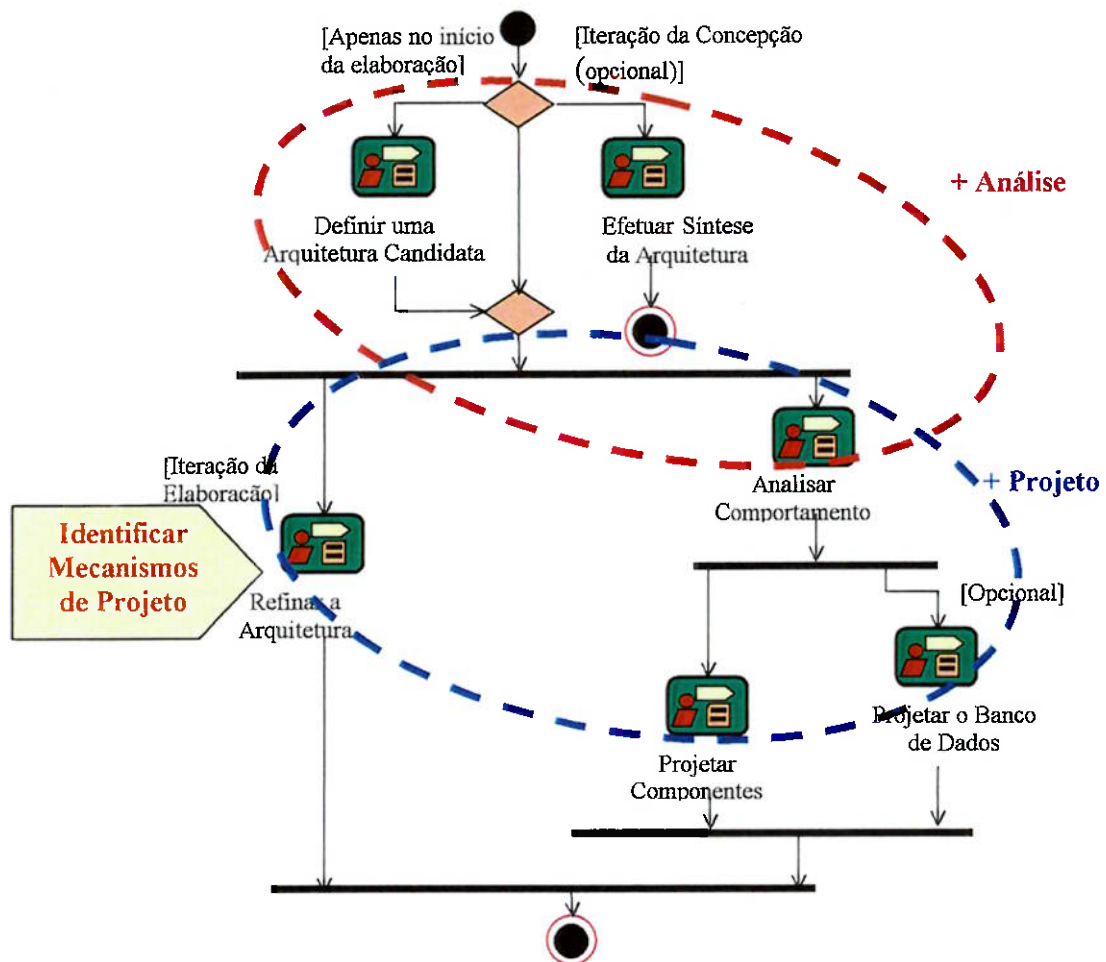 [Apenas no início
da elaboração]
[Iteração da Concepção
(opcional)]
+ Análise
Definir uma
Arquitetura Candidata
Efetuar Síntese
da Arquitetura
[Iteração da
Elaboração]
Analisar
Comportamento
+ Projeto
Identificar
Mecanismos
de Projeto
Refinar a
Arquitetura
[Opcional]
Projetar o Banco
de Dados
Projetar
Componentes